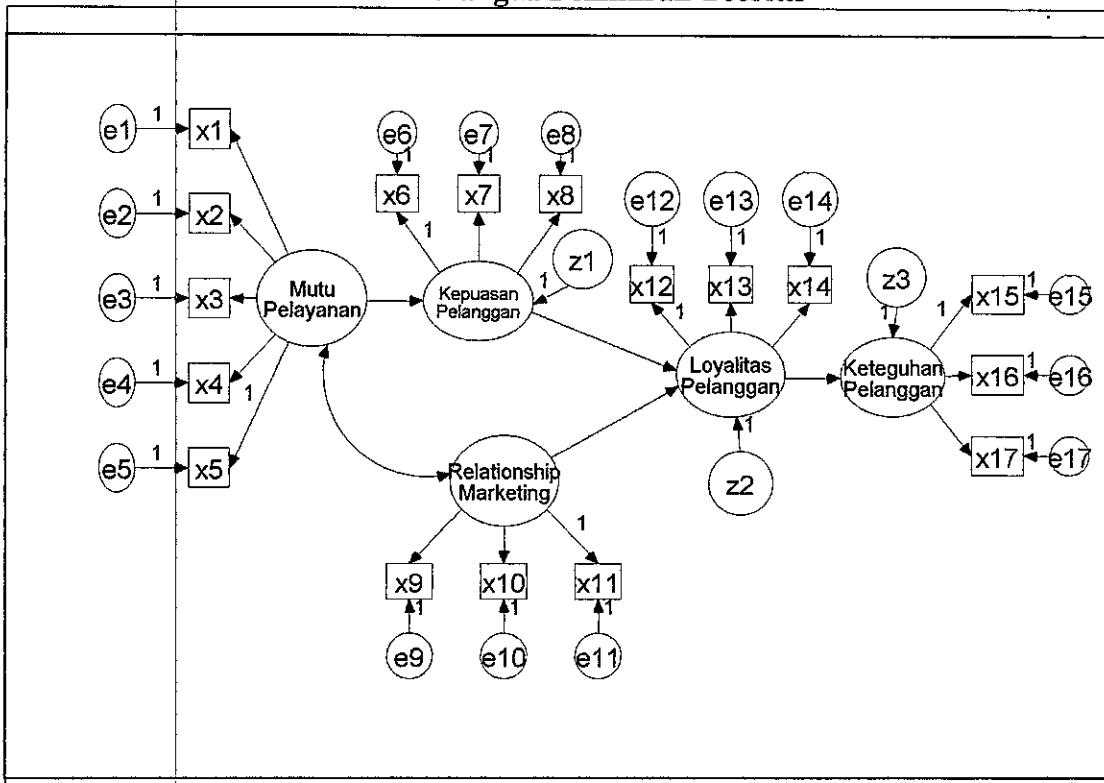 e1 1 x1
e2 1 x2
e3 1 x3
e4 1 x4
1
e5 1 x5
Mutu
Pelayanan
e6 e7 e8
1 1 1
x6 x7 x8
1
Kepuasan
Pelanggan
1 z1
e12 e13 e14
1 1 1
x12 x13 x14
1
Loyalitas
Pelanggan
1
z2
z3
1
Keteguhan
Pelanggan
1 x15 1 e15
x16 1 e16
x17 1 e17
Relationship
Marketing
1
x9 x10 x11
1 1 1
e9 e10 e11